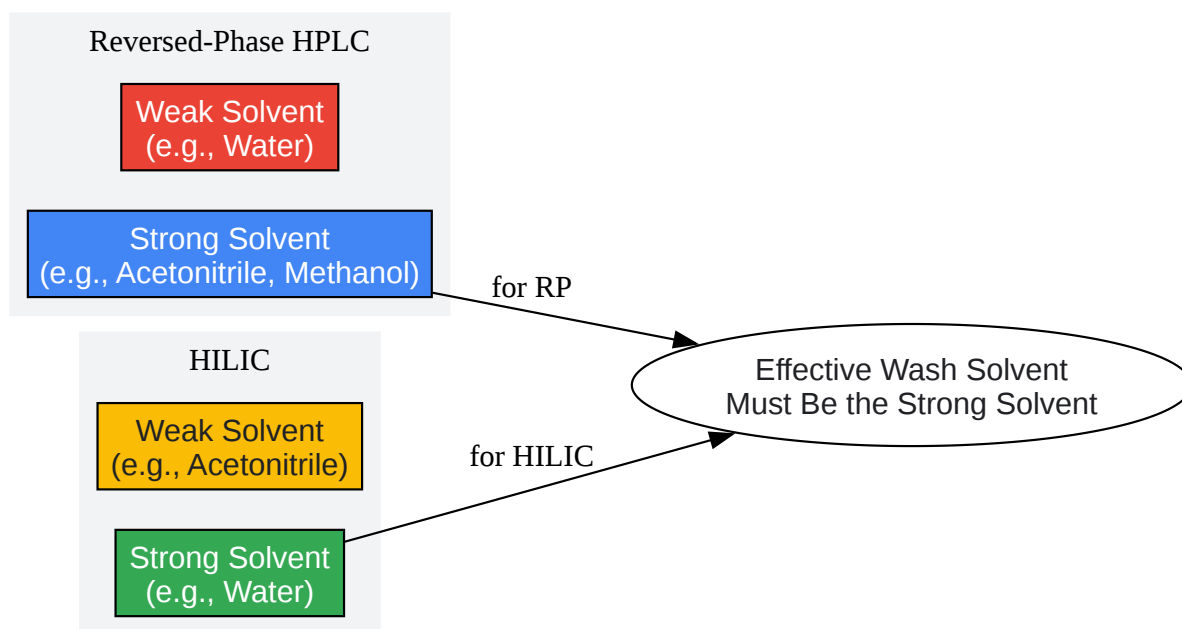 Reversed-Phase HPLC
Weak Solvent
(e.g., Water)
Strong Solvent
(e.g., Acetonitrile, Methanol)
for RP
HILIC
Weak Solvent
(e.g., Acetonitrile)
Strong Solvent
(e.g., Water)
for HILIC
Effective Wash Solvent
Must Be the Strong Solvent